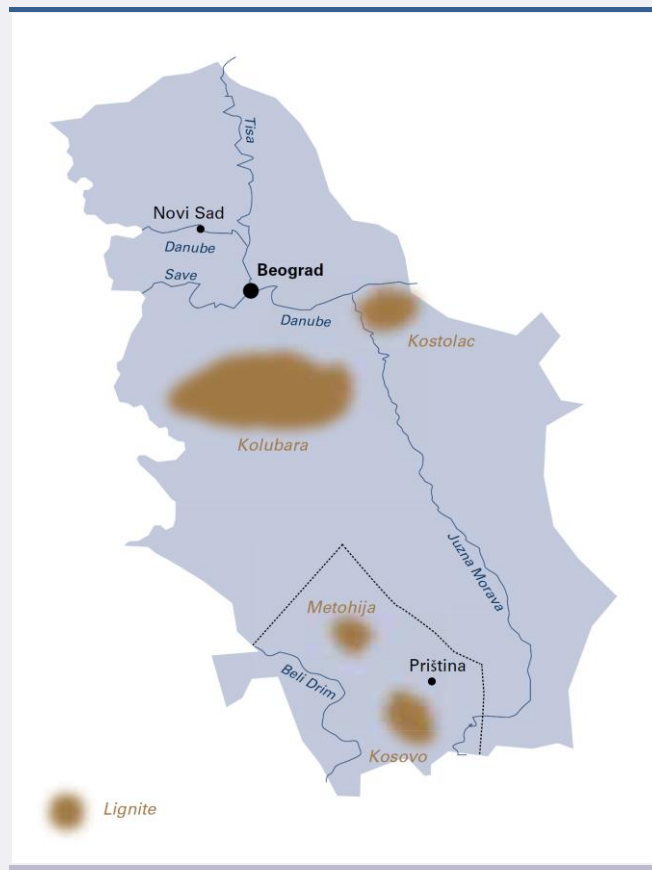 Tisa
Novi Sad
Danube
Save
Beograd
Danube
Kostolac
Kolubara
Juzna Morava
Metohija
Priština
Beli Drim
Kosovo
Lignite